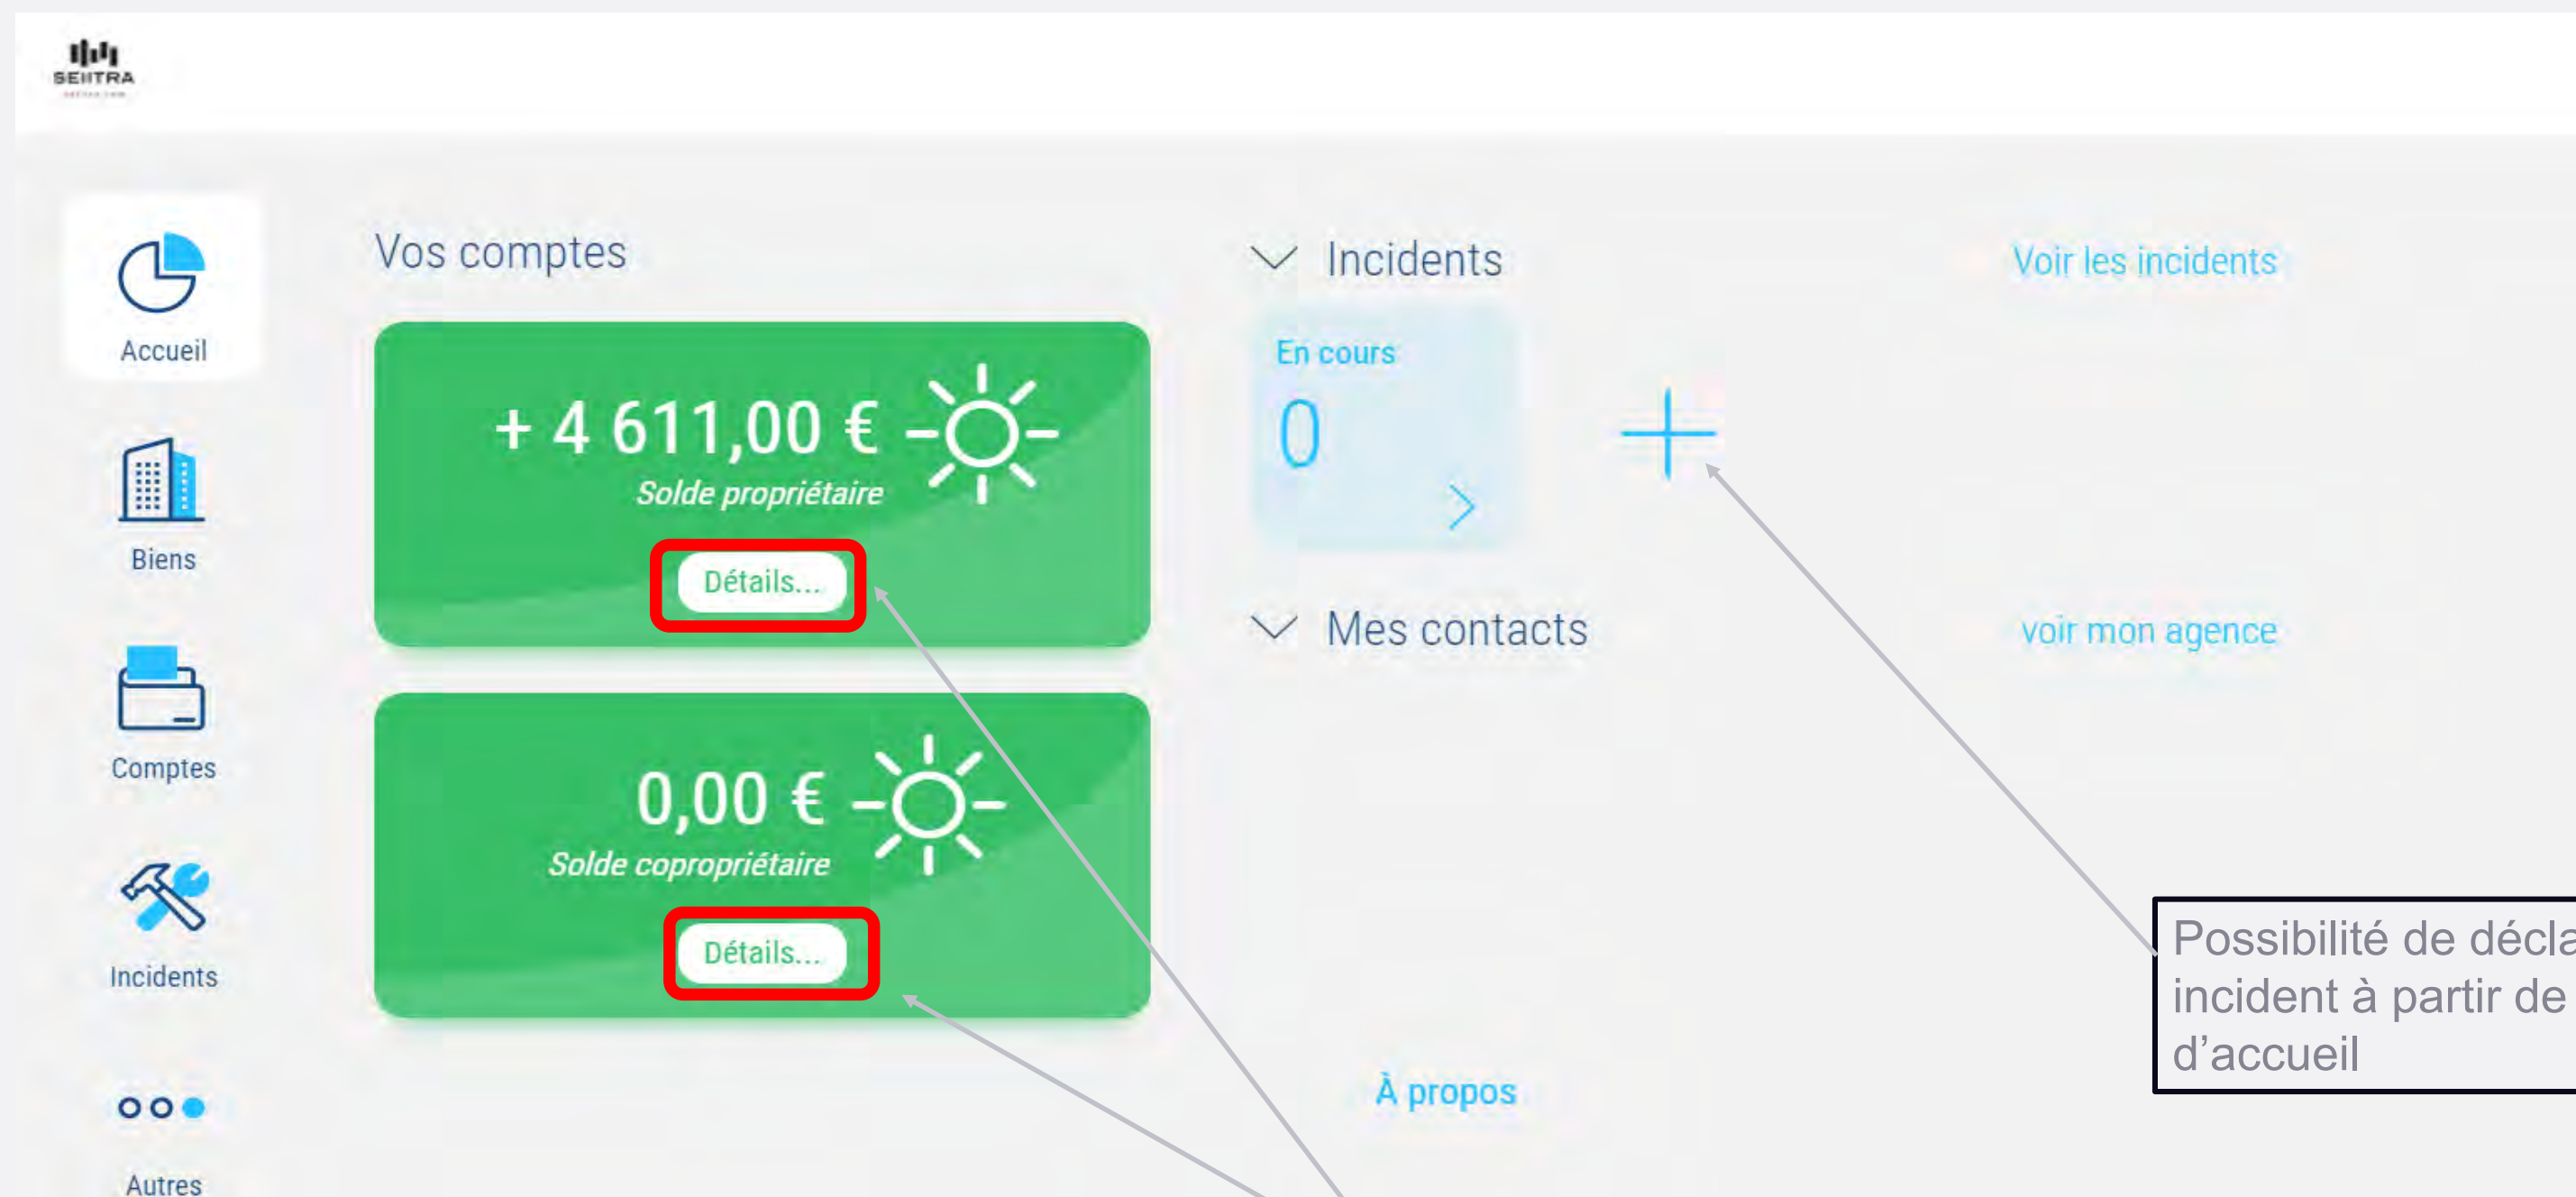 SENTRA
Accueil
Biens
Comptes
Incidents
Autres
Vos comptes
+ 4 611,00 €
Solde propriétaire
Détails...
0,00 €
Solde copropriétaire
Détails...
Incidents
Voir les incidents
En cours
0
Mes contacts
voir mon agence
À propos
Possibilité de décla
incident à partir de
d’accueil